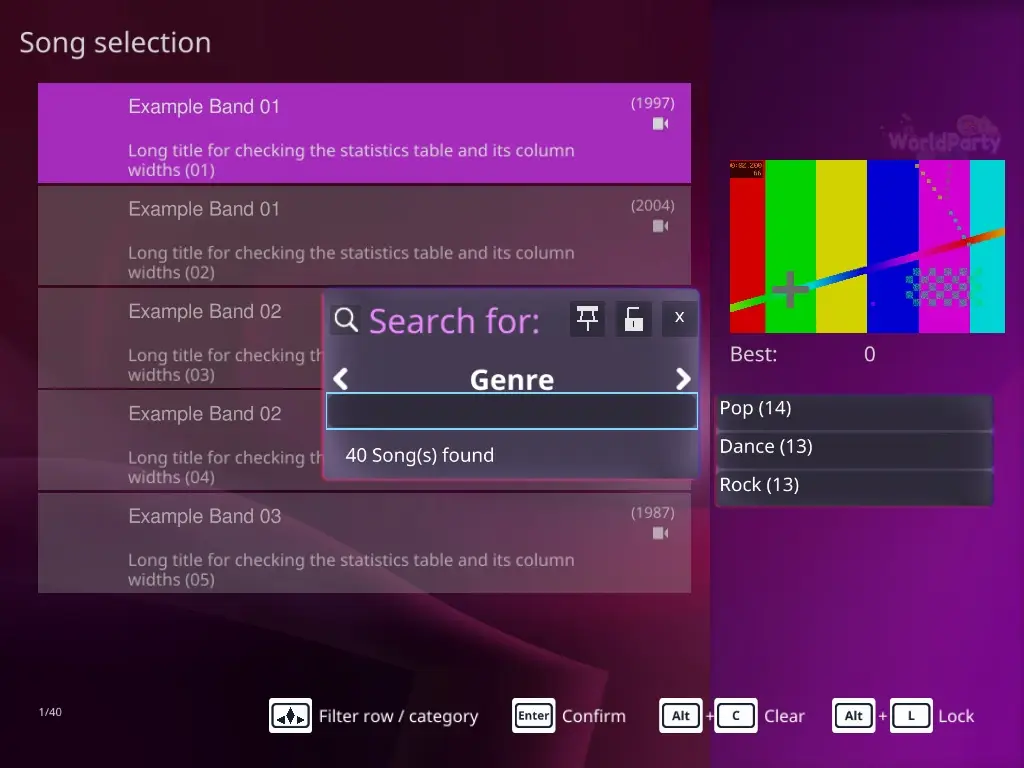 Song selection
Example Band 01
(1997)
Long title for checking the statistics table and its column
widths (01)
Example Band 01
(2004)
Long title for checking the statistics table and its column
widths (02)
Example Band 02
Long title for checking th
widths (03)
Example Band 02
Long title for checking th
widths (04)
Example Band 03
(1987)
Long title for checking the statistics table and its column
widths (05)
Search for:
x
Genre
40 Song(s) found
WorldParty
0:02.200
66
Best: 0
Pop (14)
Dance (13)
Rock (13)
1/40
Filter row / category
Enter Confirm
Alt + C Clear
Alt + L Lock